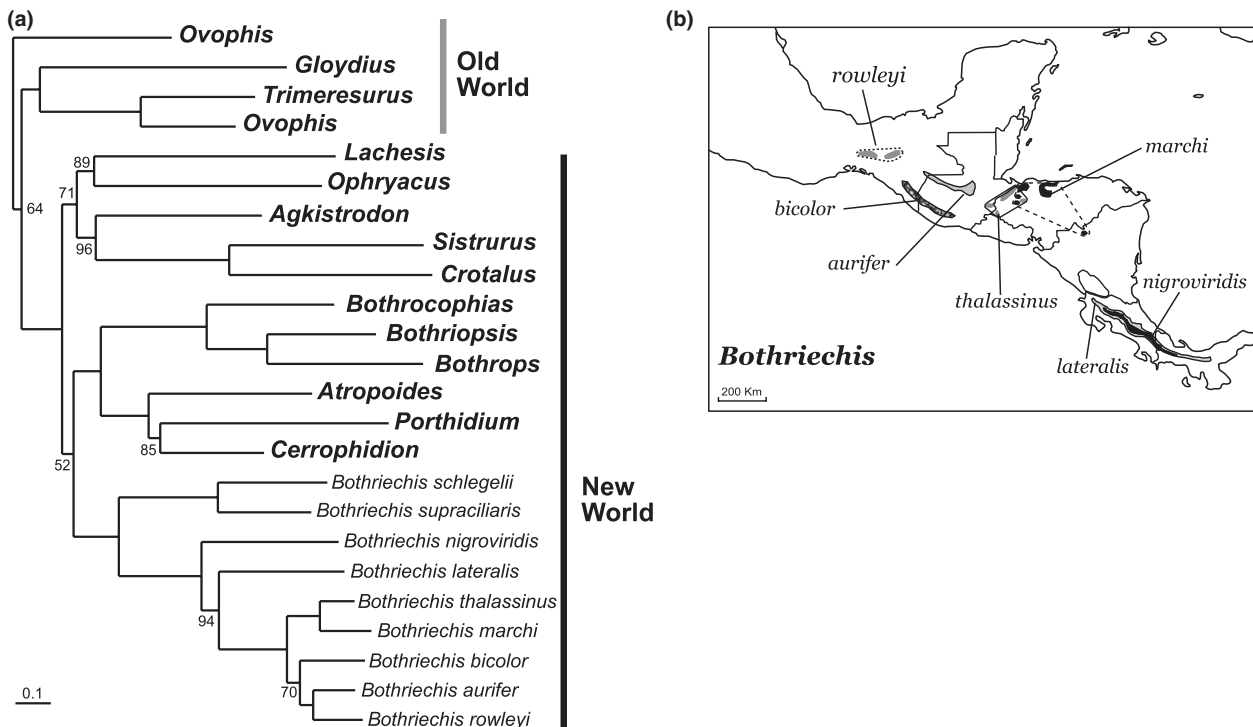 (a)
Ovophis
Gloydius
Trimeresurus
Ovophis
Old
World
Lachesis
Ophryacus
Agkistrodon
Sistrurus
Crotalus
Bothrocophias
Bothriopsis
Bothrops
Atropoides
Porthidium
Cerrophidion
Bothriechis schlegelii
Bothriechis supraciliaris
Bothriechis nigroviridis
Bothriechis lateralis
Bothriechis thalassinus
Bothriechis marchi
Bothriechis bicolor
Bothriechis aurifer
Bothriechis rowleyi
New
World
64
89
71
96
52
85
94
70
0.1
(b)
rowleyi
marchi
bicolor
aurifer
thalassinus
nigroviridis
lateralis
Bothriechis
200 Km